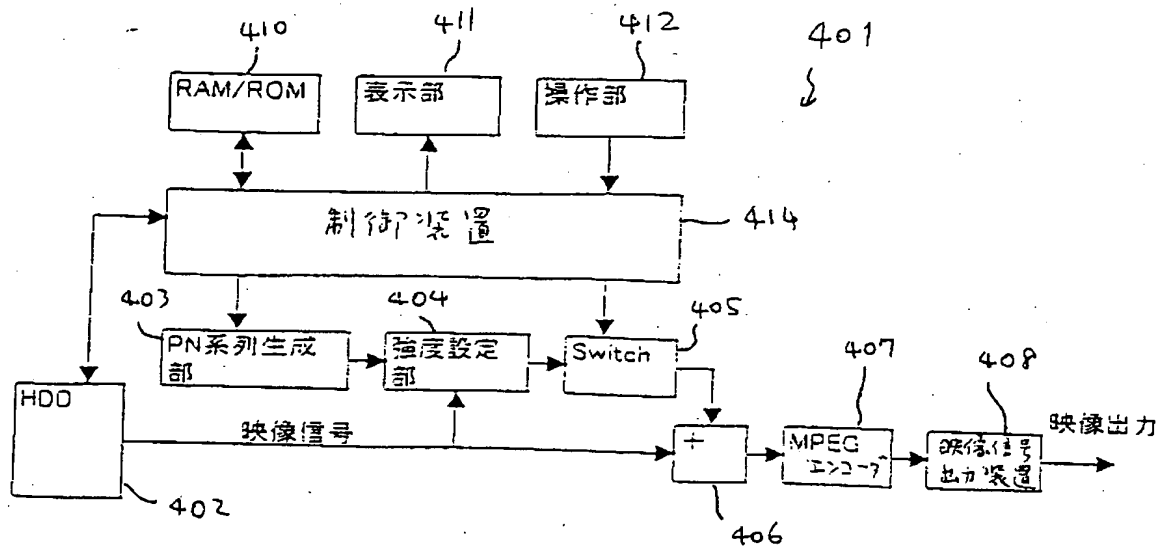 410
411
412
401
RAM/ROM
表示部
操作部
制御装置
414
403
404
405
PN系列生成
部
強度設定
部
Switch
407
408
HDD
映像信号
+
MPEG
エンコーダ
映像信号
出力装置
映像出力
402
406